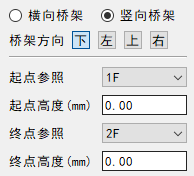 横向桥架 竖向桥架
桥架方向 下 左 上 右
起点参照 1F
起点高度(mm) 0.00
终点参照 2F
终点高度(mm) 0.00